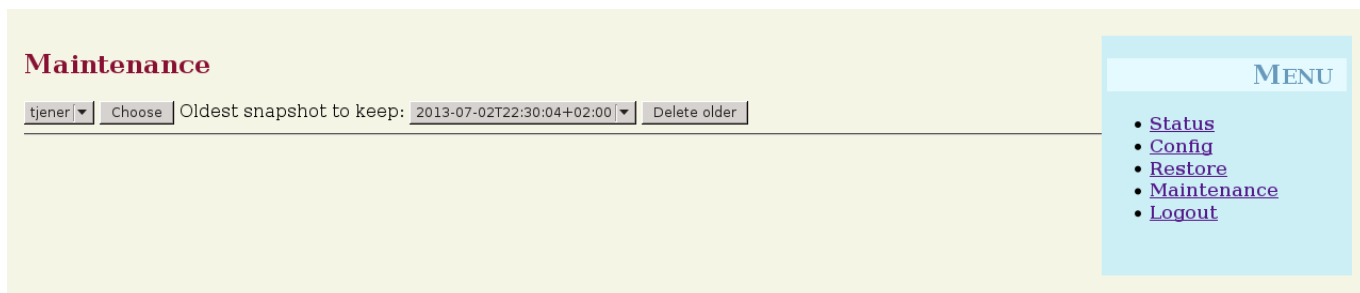 Maintenance
tjener Choose Oldest snapshot to keep: 2013-07-02T22:30:04+02:00 Delete older
MENU
Status
Config
Restore
Maintenance
Logout